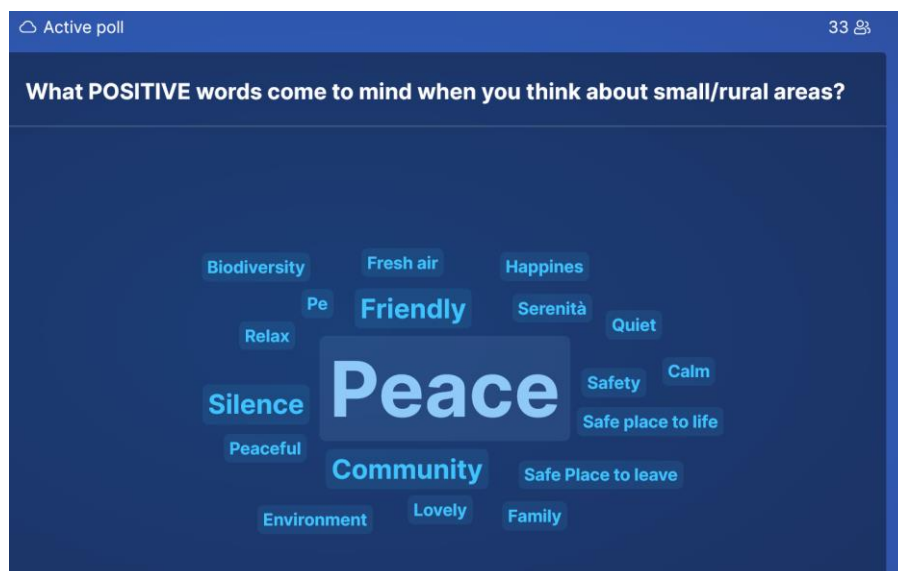 Active poll
33
What POSITIVE words come to mind when you think about small/rural areas?
Biodiversity
Fresh air
Happines
Pe
Friendly
Serenità
Quiet
Relax
Peace
Calm
Safety
Silence
Safe place to life
Peaceful
Community
Safe Place to leave
Lovely
Family
Environment